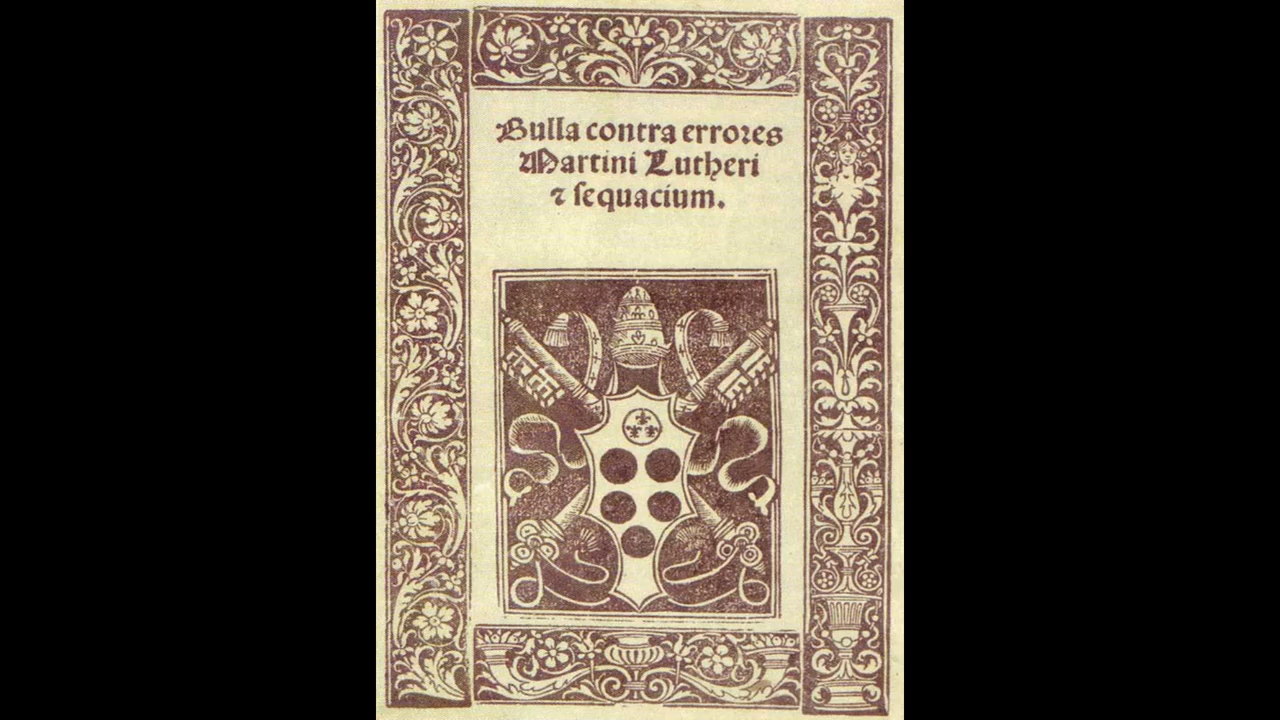 Bulla contra errores
Martini Lutheri
⁊ sequacium.